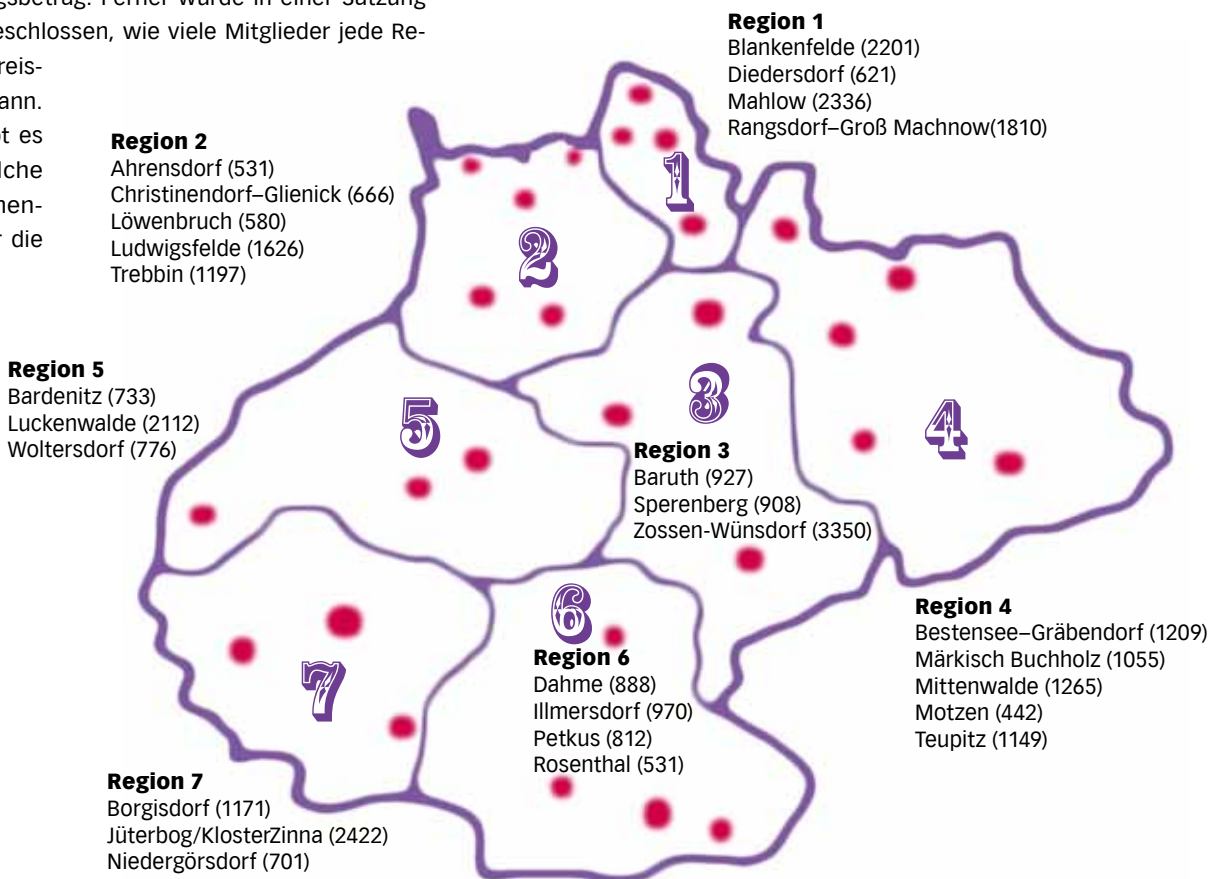 gsbetrag. Ferner wurde in einer Satzung
eschlossen, wie viele Mitglieder jede Re-
reis-
ann.
ot es
lche
nen-
r die
Region 1
Blankenfelde (2201)
Diedersdorf (621)
Mahlow (2336)
Rangsdorf–Groß Machnow(1810)
Region 2
Ahrensdorf (531)
Christinendorf–Glienick (666)
Löwenbruch (580)
Ludwigsfelde (1626)
Trebbin (1197)
1
2
Region 5
Bardenitz (733)
Luckenwalde (2112)
Woltersdorf (776)
5
3
4
Region 3
Baruth (927)
Sperenberg (908)
Zossen-Wünsdorf (3350)
6
Region 6
Dahme (888)
Illmersdorf (970)
Petkus (812)
Rosenthal (531)
Region 4
Bestensee–Gräbendorf (1209)
Märkisch Buchholz (1055)
Mittenwalde (1265)
Motzen (442)
Teupitz (1149)
7
Region 7
Borgisdorf (1171)
Jüterbog/KlosterZinna (2422)
Niedergörsdorf (701)